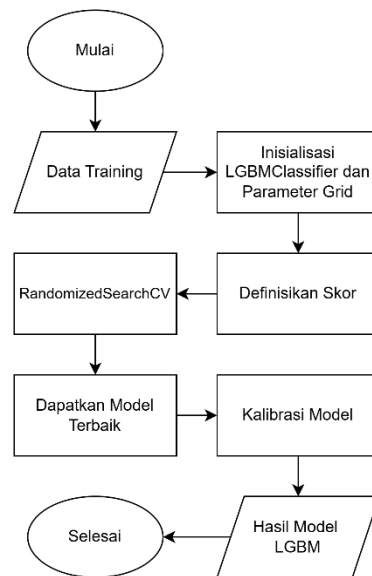 Mulai
Data Training
Inisialisasi
LGBMClassifier dan
Parameter Grid
Definisikan Skor
RandomizedSearchCV
Dapatkan Model
Terbaik
Kalibrasi Model
Hasil Model
LGBM
Selesai